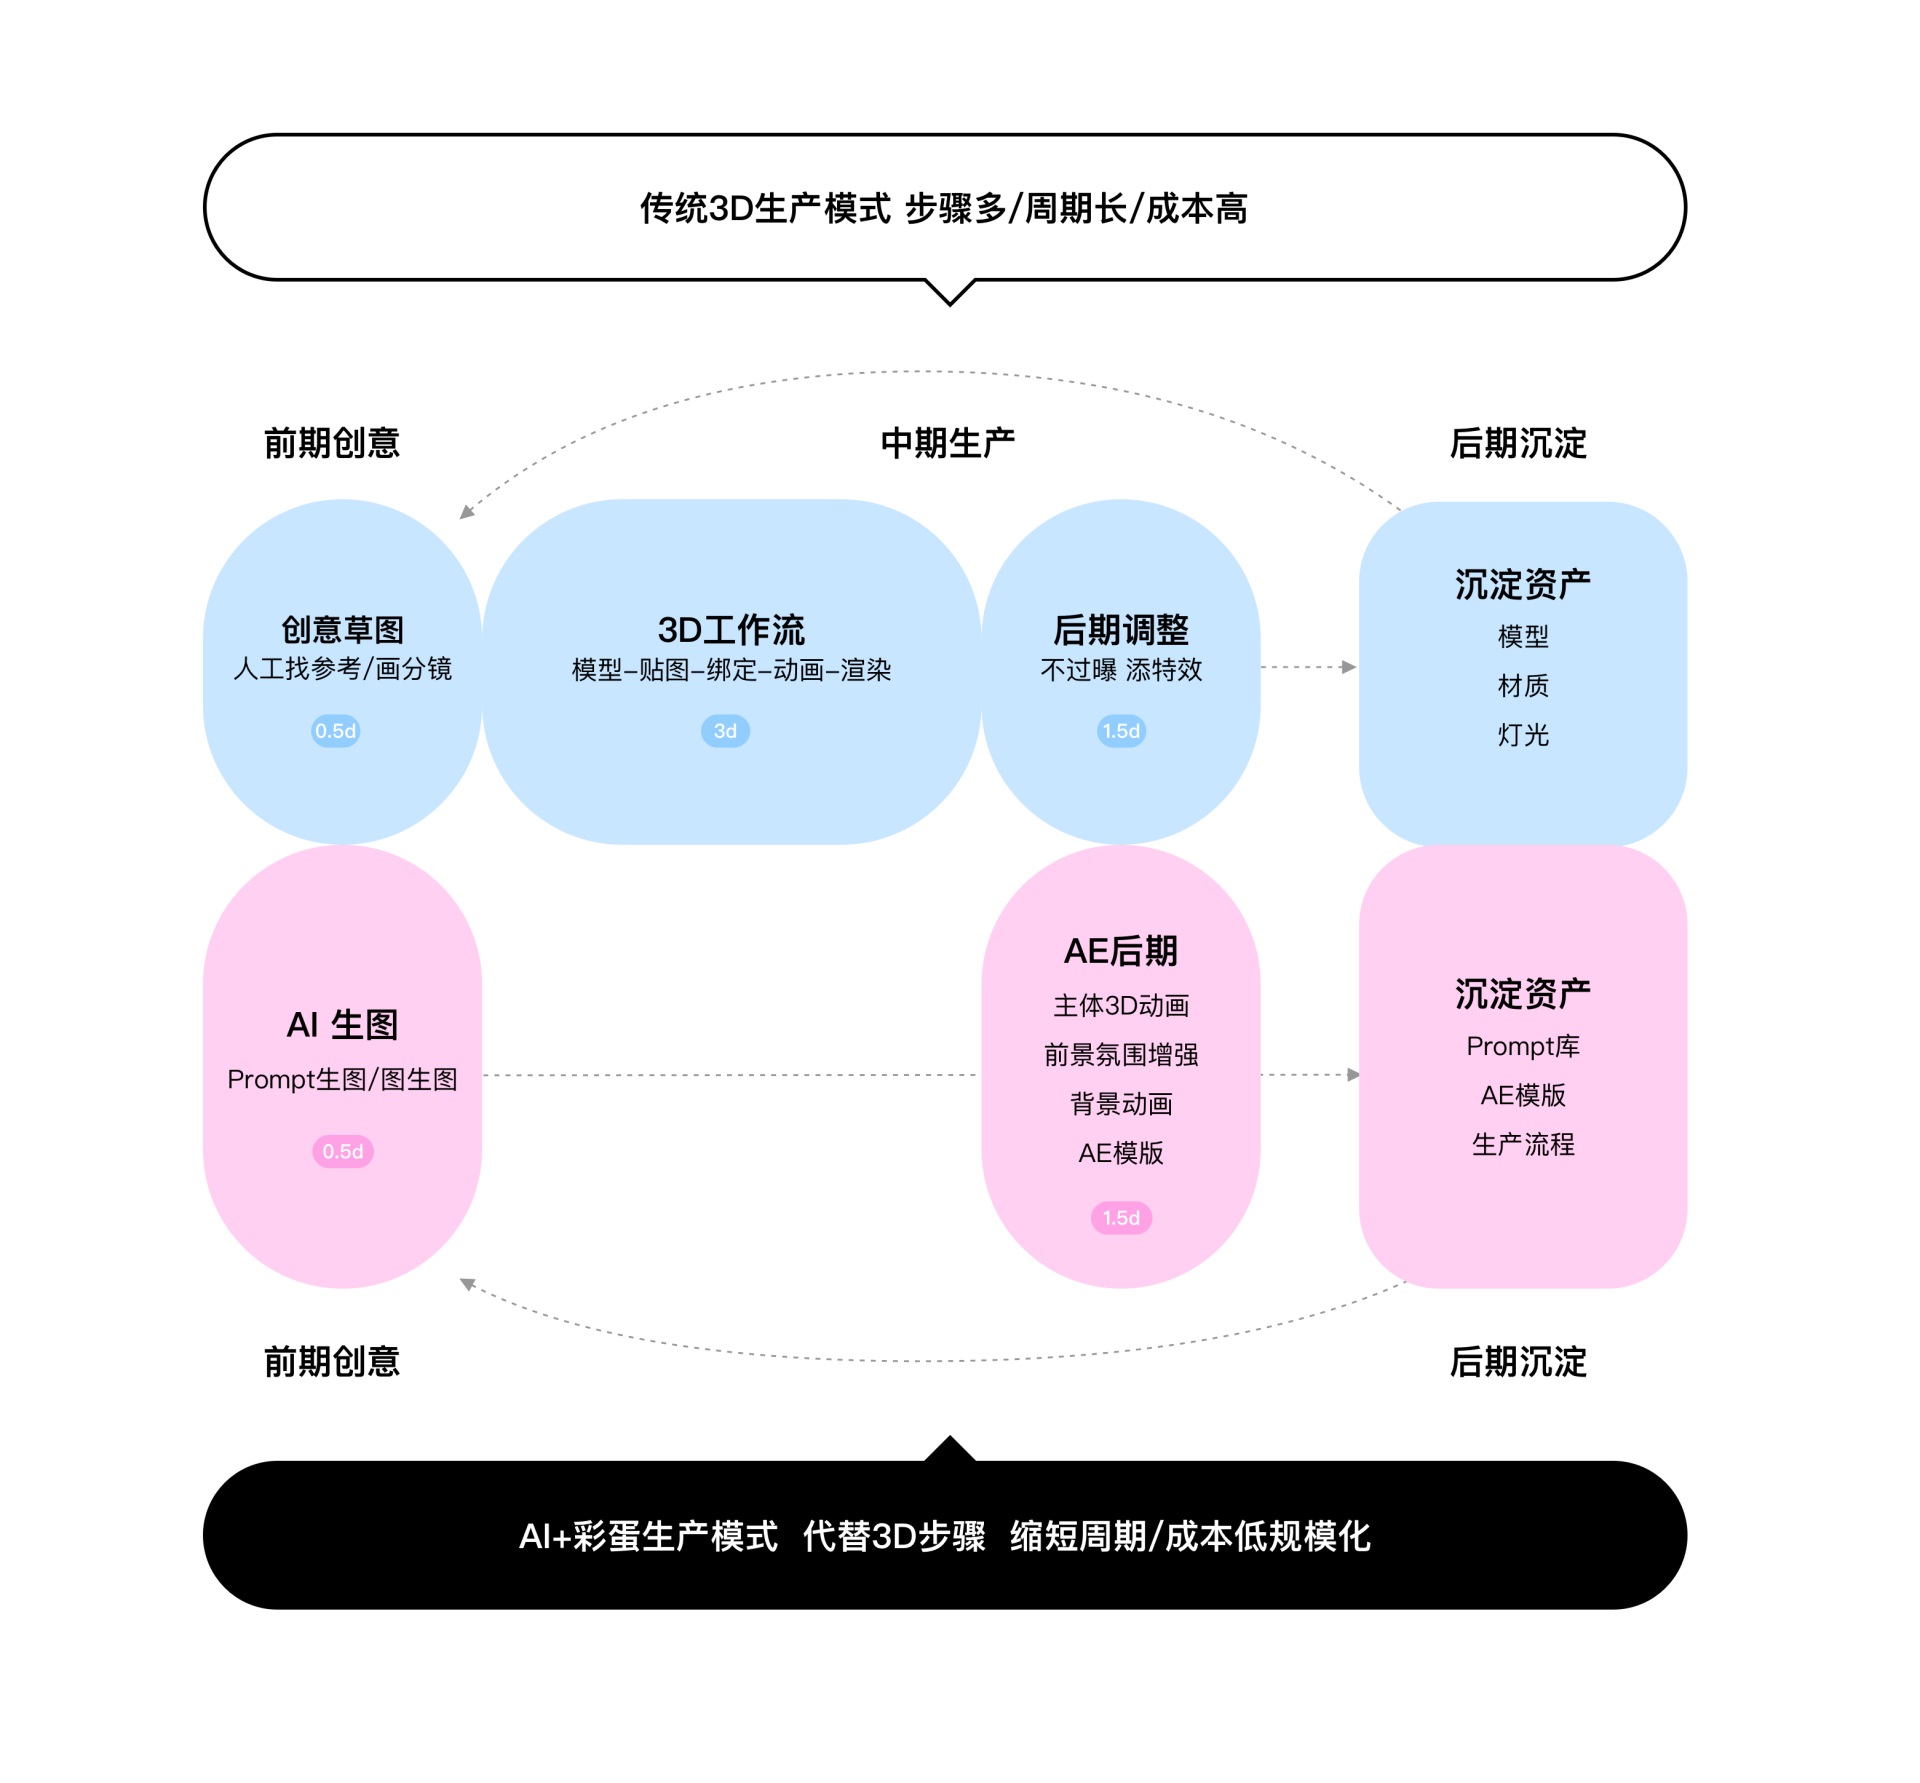 传统3D生产模式 步骤多/周期长/成本高
前期创意
中期生产
后期沉淀
创意草图
人工找参考/画分镜
0.5d
3D工作流
模型-贴图-绑定-动画-渲染
3d
后期调整
不过曝 添特效
1.5d
沉淀资产
模型
材质
灯光
AI 生图
Prompt生图/图生图
0.5d
AE后期
主体3D动画
前景氛围增强
背景动画
AE模版
1.5d
沉淀资产
Prompt库
AE模版
生产流程
前期创意
后期沉淀
AI+彩蛋生产模式 代替3D步骤 缩短周期/成本低规模化